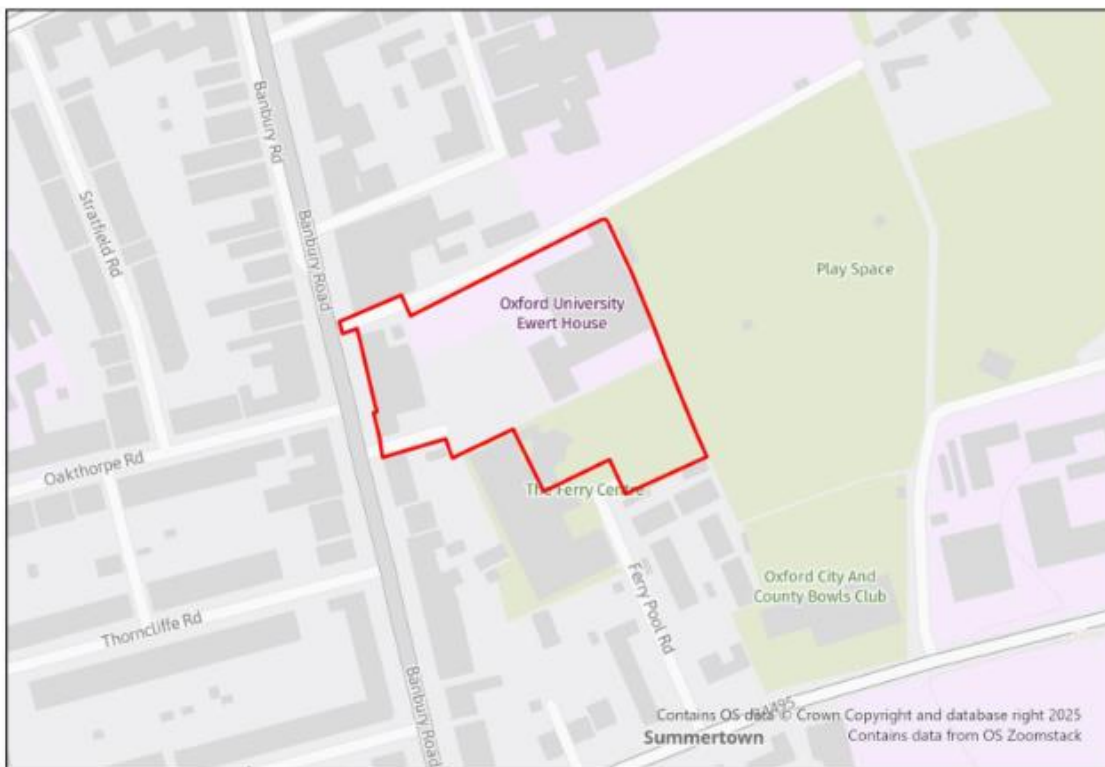 Banbury Rd
Stratfield Rd
Banbury Road
Play Space
Oxford University
Ewert House
Oakthorpe Rd
The Ferry Centre
Ferry Pool Rd
Oxford City And
County Bowls Club
Thorncliffe Rd
Banbury Road
Contains OS data © Crown Copyright and database right 2025
Summertown
Contains data from OS Zoomstack